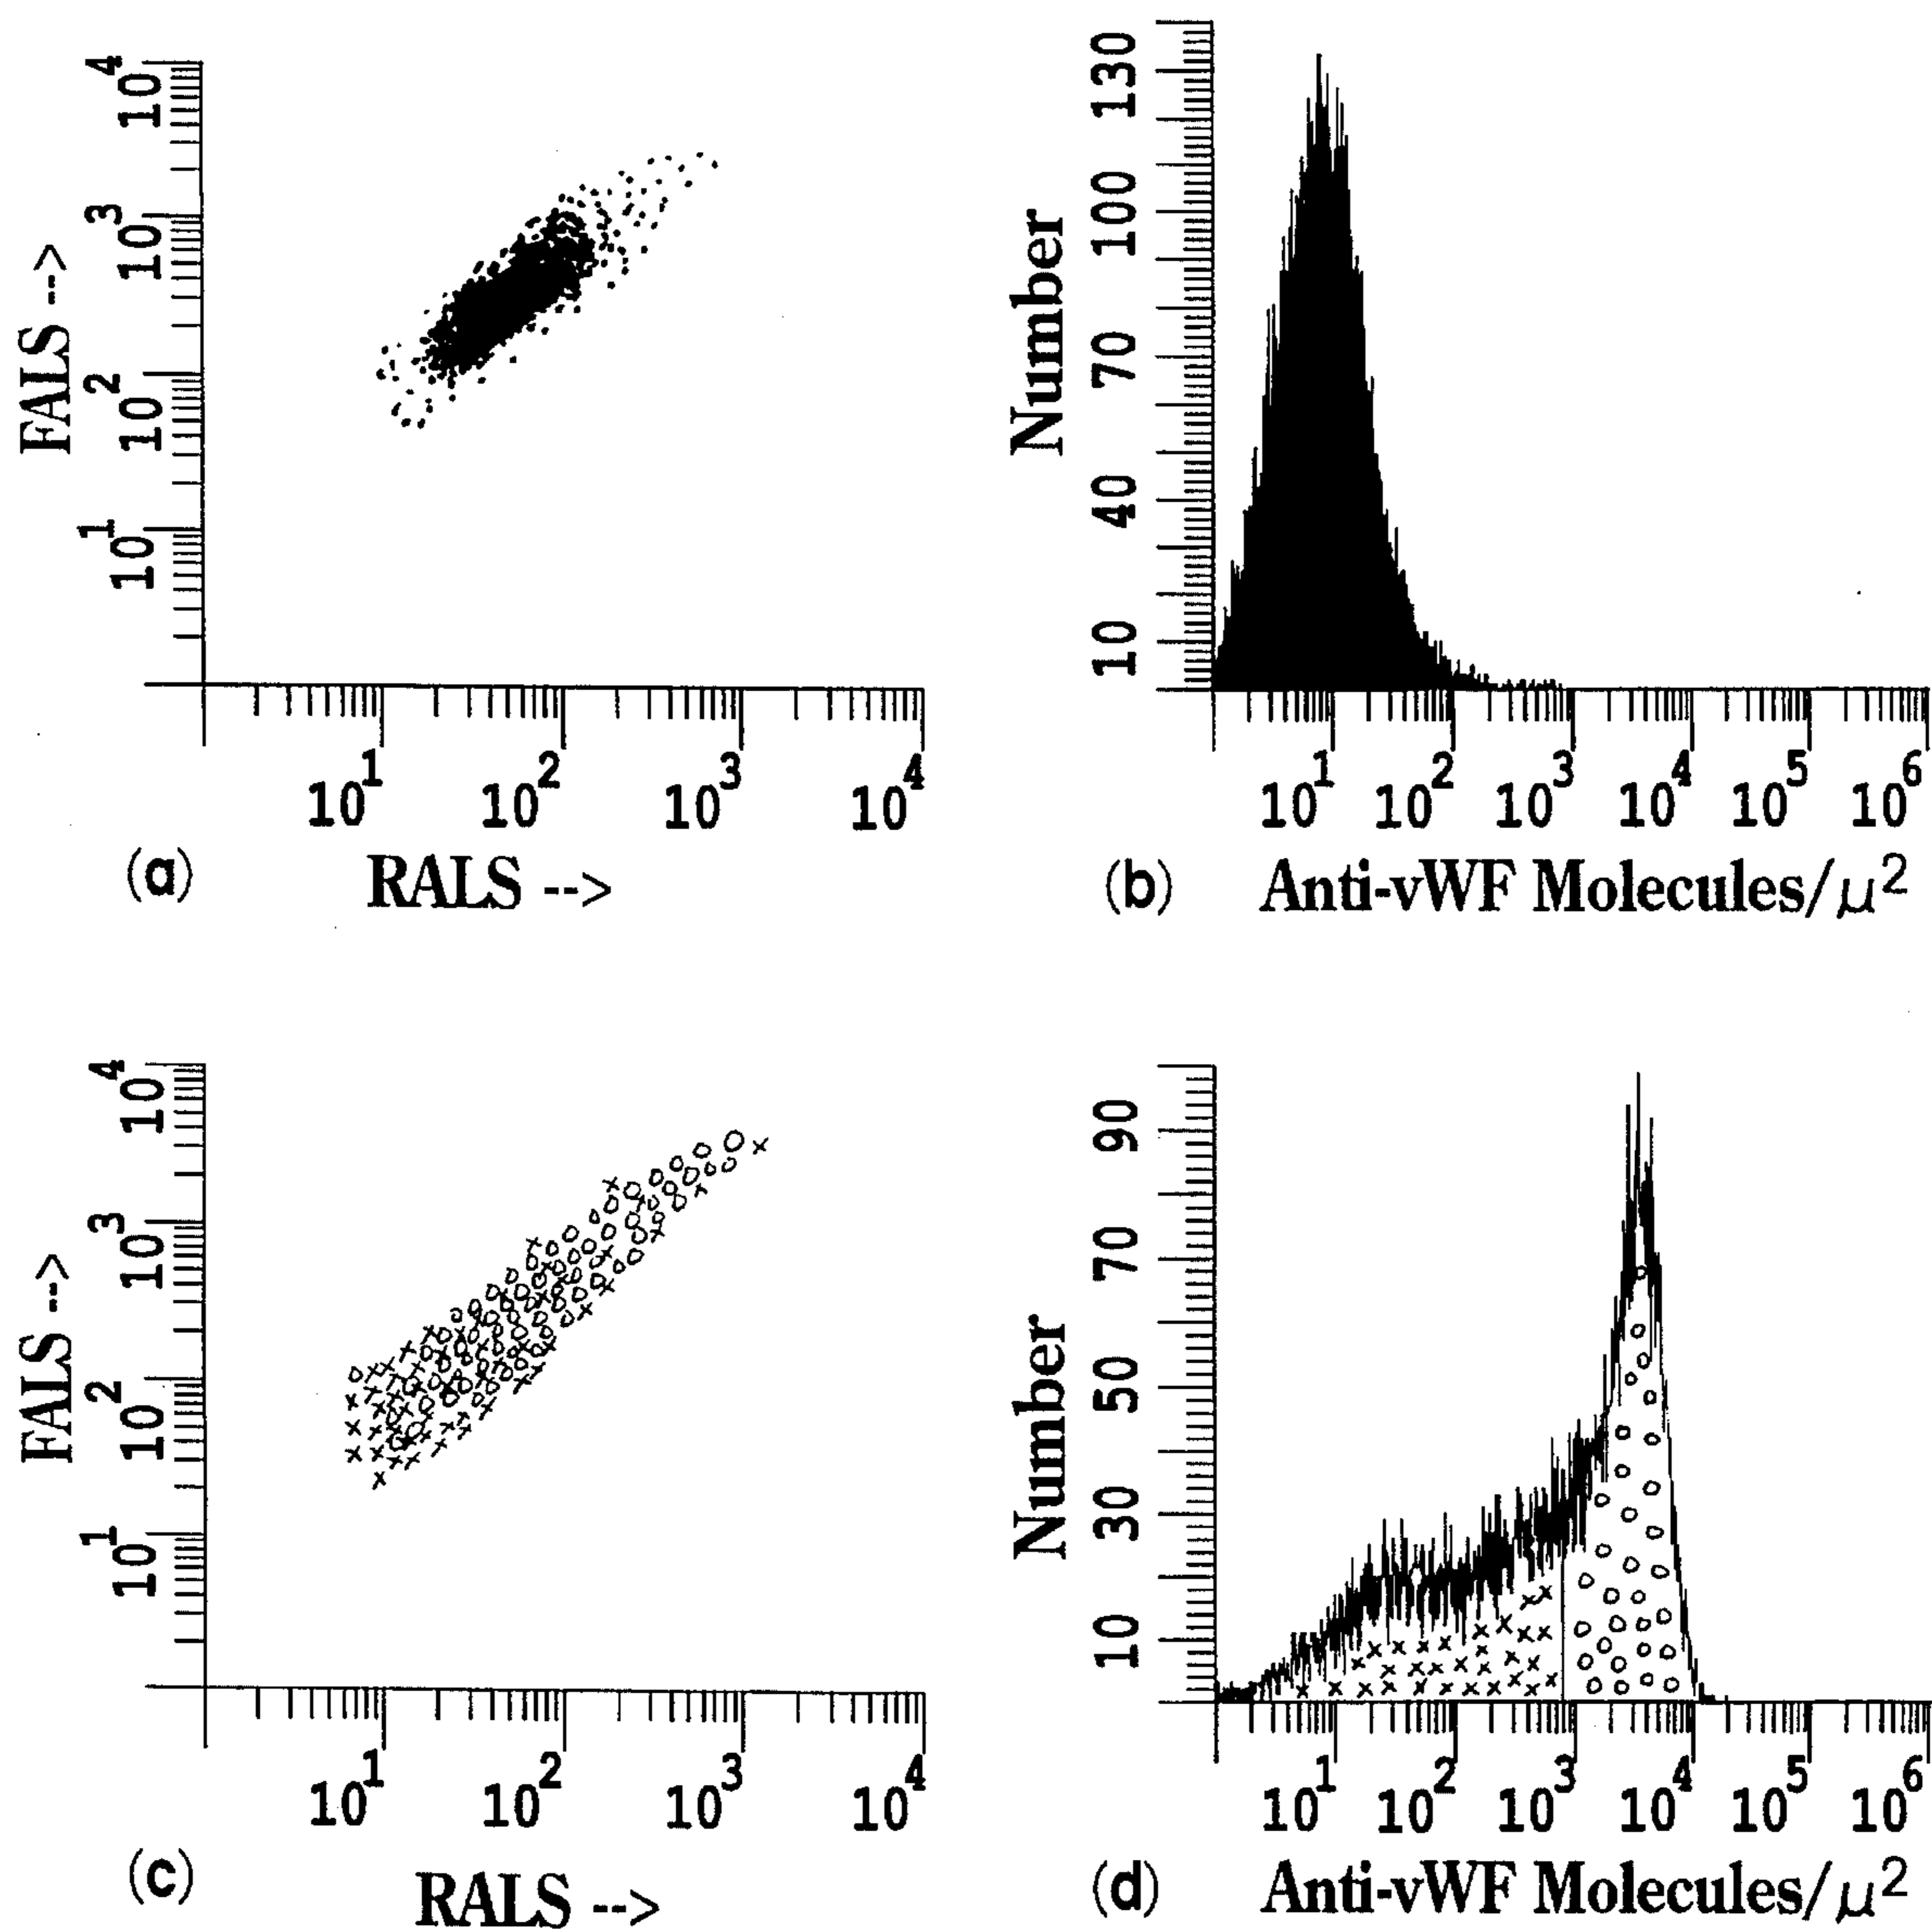 10^4
10^3
10^2
10^1
FALS -->
10^1 10^2 10^3 10^4
(a) RALS -->
130
100
70
40
10
Number
10^1 10^2 10^3 10^4 10^5 10^6
(b) Anti-vWF Molecules/μ²
10^4
10^3
10^2
10^1
FALS -->
10^1 10^2 10^3 10^4
(c) RALS -->
90
70
50
30
10
Number
10^1 10^2 10^3 10^4 10^5 10^6
(d) Anti-vWF Molecules/μ²